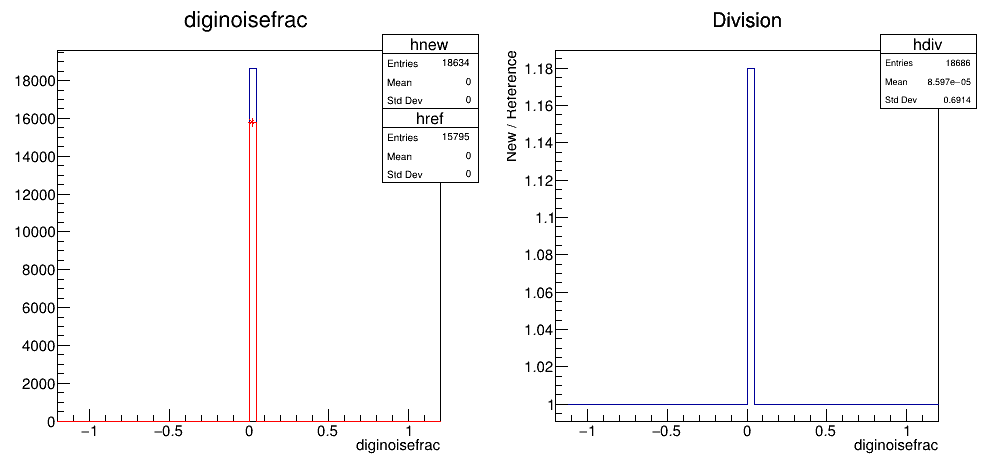 diginoisefrac
hnew
Entries 18634
Mean 0
Std Dev 0
href
Entries 15795
Mean 0
Std Dev 0
18000
16000
14000
12000
10000
8000
6000
4000
2000
0
−1 −0.5 0 0.5 1
diginoisefrac
Division
hdiv
Entries 18686
Mean 8.597e−05
Std Dev 0.6914
New / Reference
1.18
1.16
1.14
1.12
1.1
1.08
1.06
1.04
1.02
1
−1 −0.5 0 0.5 1
diginoisefrac